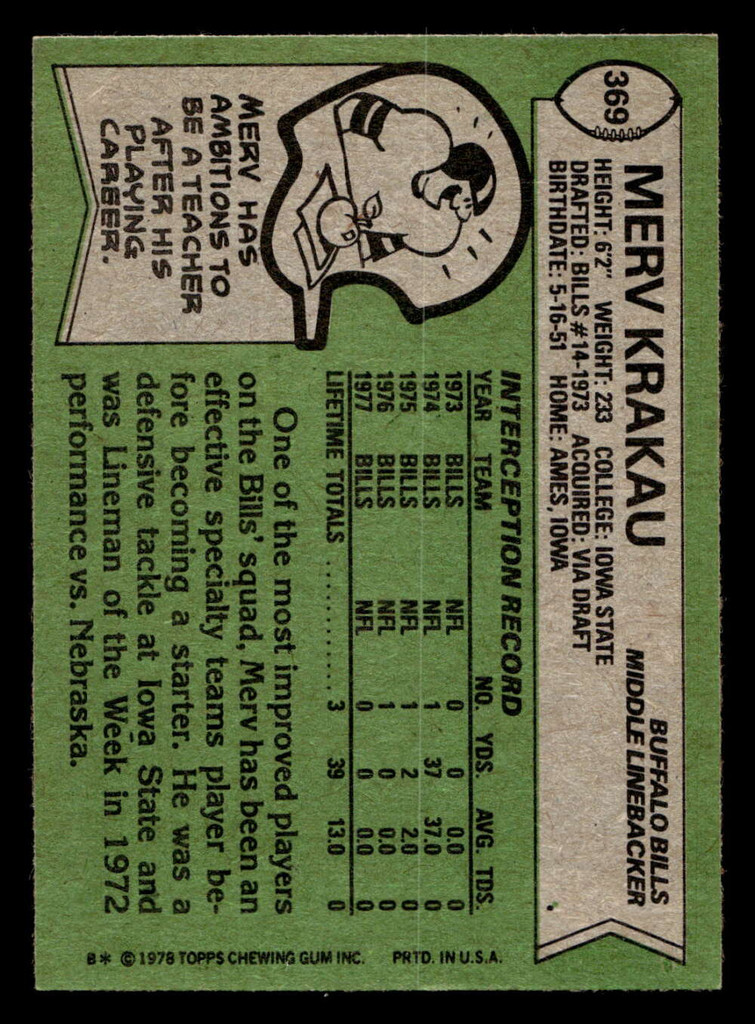 369
MERV KRAKAU
BUFFALO BILLS
MIDDLE LINEBACKER
HEIGHT: 6'2" WEIGHT: 233 COLLEGE: IOWA STATE
DRAFTED: BILLS #14-1973 ACQUIRED: VIA DRAFT
BIRTHDATE: 5-16-51 HOME: AMES, IOWA
INTERCEPTION RECORD
YEAR TEAM NO. YDS. AVG. TDS.
1973 BILLS NFL 0 0 0.0 0
1974 BILLS NFL 1 37 37.0 0
1975 BILLS NFL 1 2 2.0 0
1976 BILLS NFL 1 0 0.0 0
1977 BILLS NFL 0 0 0.0 0
LIFETIME TOTALS ............ 3 39 13.0 0
MERV HAS
AMBITIONS TO
BE A TEACHER
AFTER HIS
PLAYING
CAREER.
One of the most improved players
on the Bills' squad, Merv has been an
effective specialty teams player be-
fore becoming a starter. He was a
defensive tackle at Iowa State and
was Lineman of the Week in 1972
performance vs. Nebraska.
B* © 1978 TOPPS CHEWING GUM INC. PRTD. IN U.S.A.